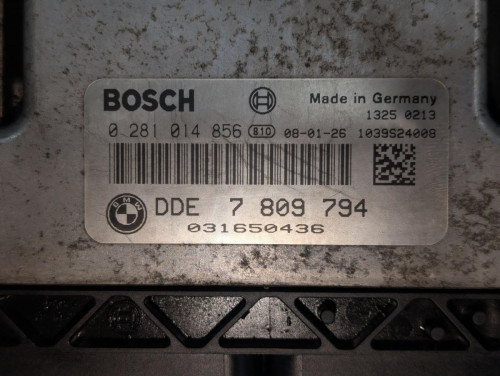 BOSCH Made in Germany
1325 0213
0 281 014 856 810 08-01-26 1039S24008
BMW DDE 7 809 794
031650436